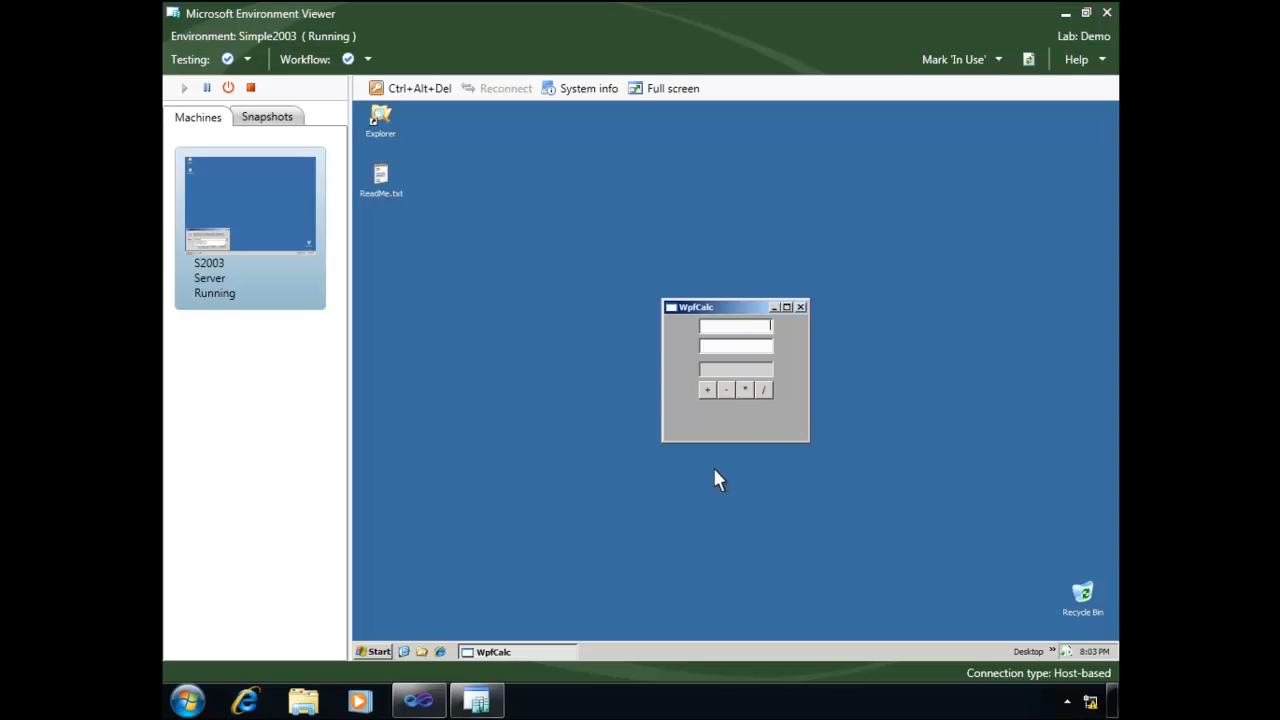 Microsoft Environment Viewer
Environment: Simple2003 ( Running )
Lab: Demo
Testing:
Workflow:
Mark 'In Use'
Help
Ctrl+Alt+Del
Reconnect
System info
Full screen
Machines
Snapshots
S2003
Server
Running
Explorer
ReadMe.txt
WpfCalc
+ - * /
Recycle Bin
Start
WpfCalc
Desktop »
8:03 PM
Connection type: Host-based